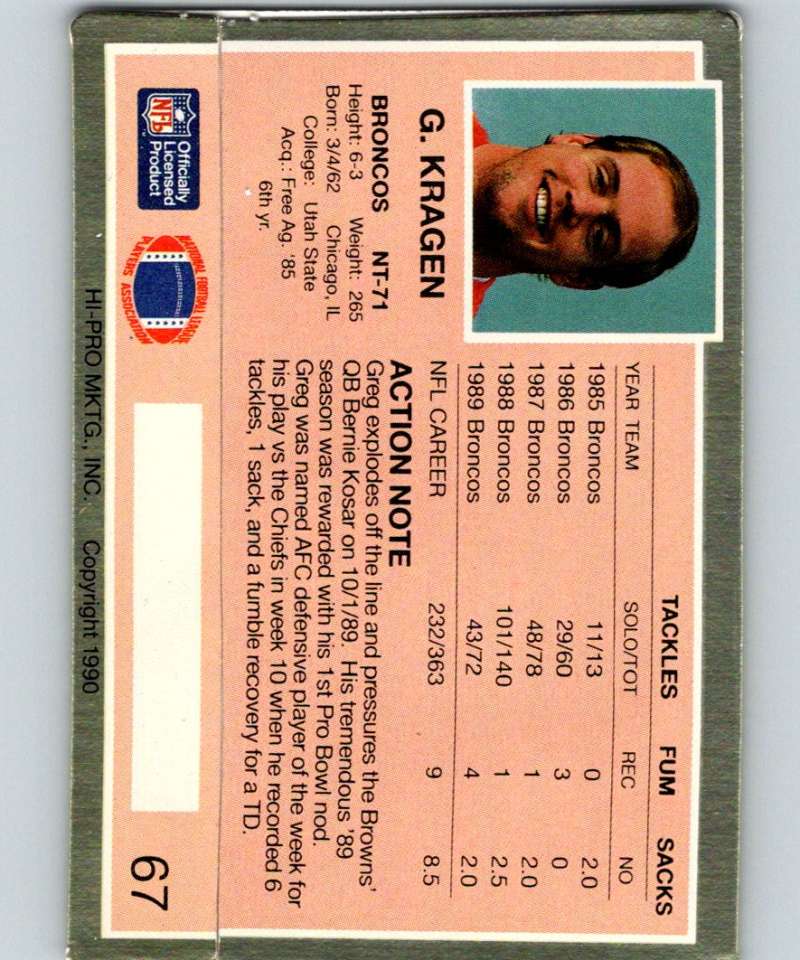 G. KRAGEN
BRONCOS NT-71
Height: 6-3 Weight: 265
Born: 3/4/62 Chicago, IL
College: Utah State
Acq.: Free Ag. '85
6th yr.
TACKLES FUM SACKS
YEAR TEAM SOLO/TOT REC NO
1985 Broncos 11/13 0 2.0
1986 Broncos 29/60 3 0
1987 Broncos 48/78 1 2.0
1988 Broncos 101/140 1 2.5
1989 Broncos 43/72 4 2.0
NFL CAREER 232/363 9 8.5
ACTION NOTE
Greg explodes off the line and pressures the Browns'
QB Bernie Kosar on 10/1/89. His tremendous '89
season was rewarded with his 1st Pro Bowl nod.
Greg was named AFC defensive player of the week for
his play vs the Chiefs in week 10 when he recorded 6
tackles, 1 sack, and a fumble recovery for a TD.
NFL
Officially
Licensed
Product
NATIONAL FOOTBALL LEAGUE
PLAYERS ASSOCIATION
67
HI-PRO MKTG., INC. Copyright 1990